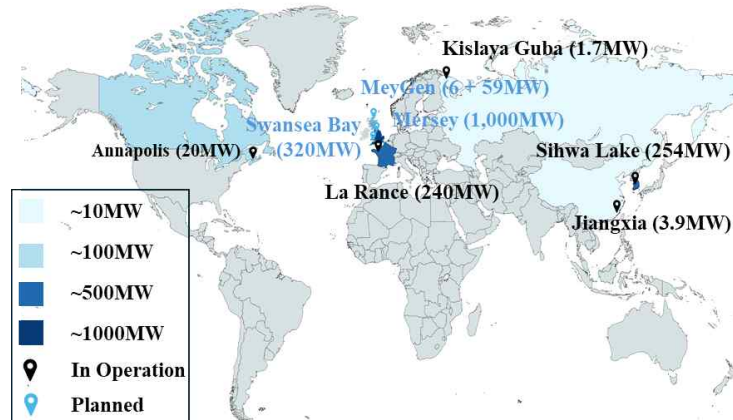 Kislaya Guba (1.7MW)
MeyGen (6 + 59MW)
Swansea Bay
(320MW)
Mersey (1,000MW)
Annapolis (20MW)
Sihwa Lake (254MW)
La Rance (240MW)
Jiangxia (3.9MW)
~10MW
~100MW
~500MW
~1000MW
In Operation
Planned